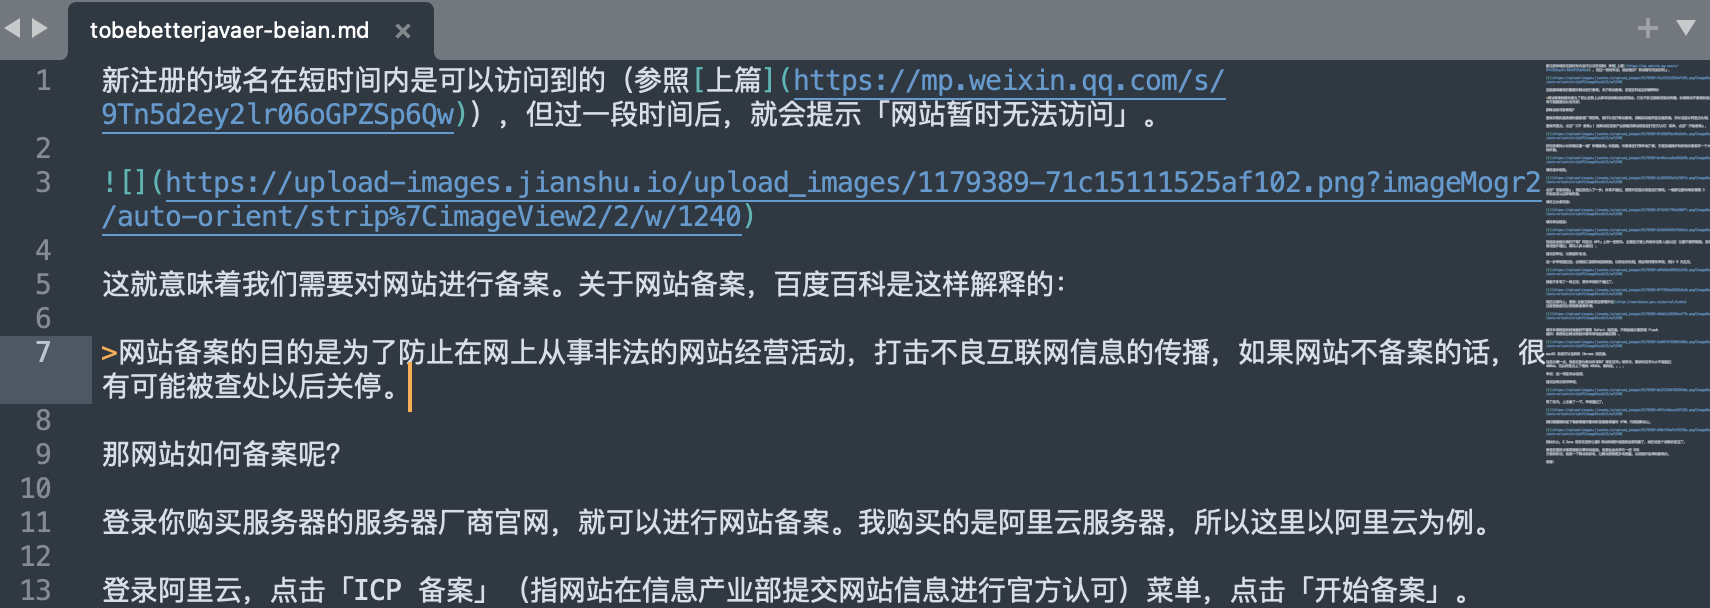 tobebetterjavaer-beian.md
1 新注册的域名在短时间内是可以访问到的（参照[上篇](https://mp.weixin.qq.com/s/
9Tn5d2ey2lr06oGPZSp6Qw)），但过一段时间后，就会提示「网站暂时无法访问」。
2
3 ![](https://upload-images.jianshu.io/upload_images/1179389-71c15111525af102.png?imageMogr2
/auto-orient/strip%7CimageView2/2/w/1240)
4
5 这就意味着我们需要对网站进行备案。关于网站备案，百度百科是这样解释的：
6
7 >网站备案的目的是为了防止在网上从事非法的网站经营活动，打击不良互联网信息的传播，如果网站不备案的话，很
有可能被查处以后关停。
8
9 那网站如何备案呢？
10
11 登录你购买服务器的服务器厂商官网，就可以进行网站备案。我购买的是阿里云服务器，所以这里以阿里云为例。
12
13 登录阿里云，点击「ICP 备案」（指网站在信息产业部提交网站信息进行官方认可）菜单，点击「开始备案」。